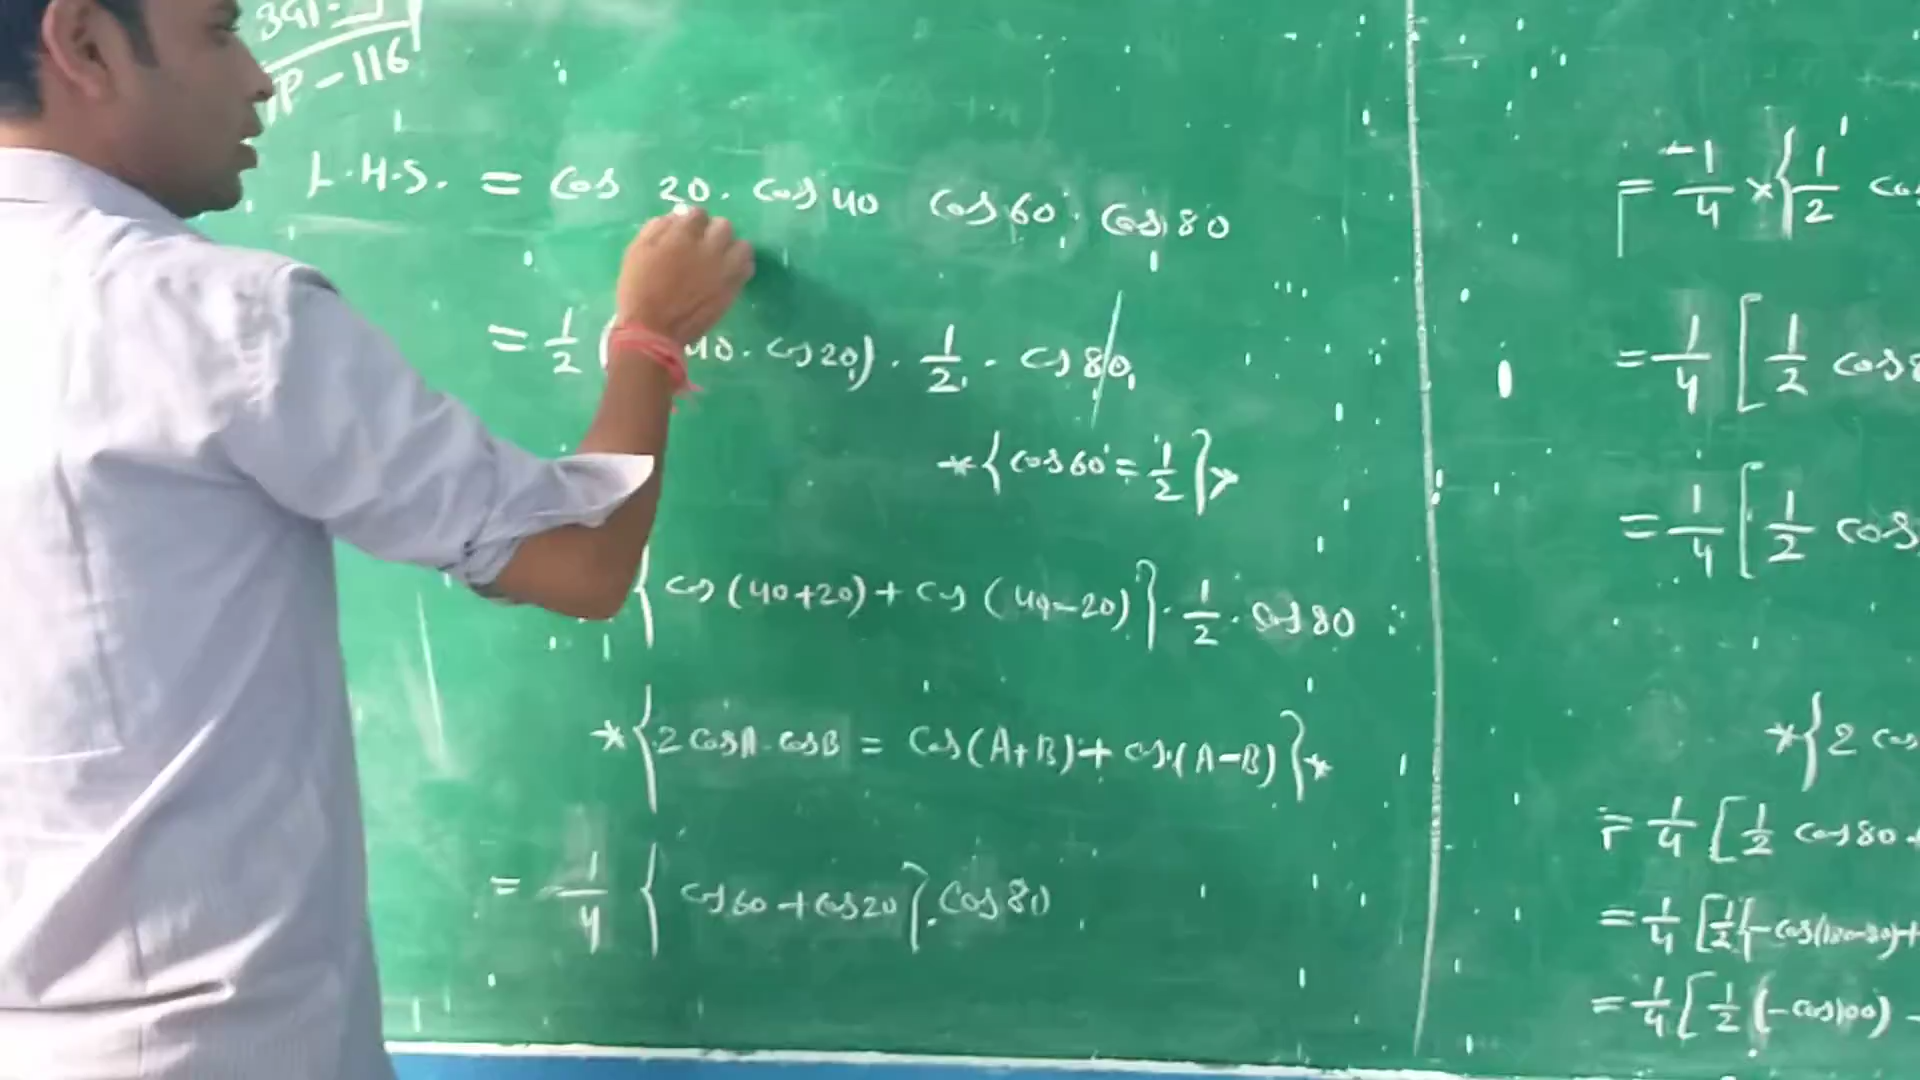 P-116
L.H.S. = cos 20. cos 40 cos 60. cos 80
= 1/2 ( 40. cos 20). 1/2 . cos 80
*{cos 60 = 1/2}*
{ cos (40+20) + cos (40-20)} . 1/2 . cos 80
*{2 cos A. cos B = cos (A+B) + cos (A-B)}*
= 1/4 { cos 60 + cos 20}. cos 80
= 1/4 × { 1/2 cos
= 1/4 [ 1/2 cos 8
= 1/4 [ 1/2 cos
*{2 cos
= 1/4 [ 1/2 cos 80 +
= 1/4 [ 1/2 {-cos(180-80)+
= 1/4 [ 1/2 (-cos 100) -